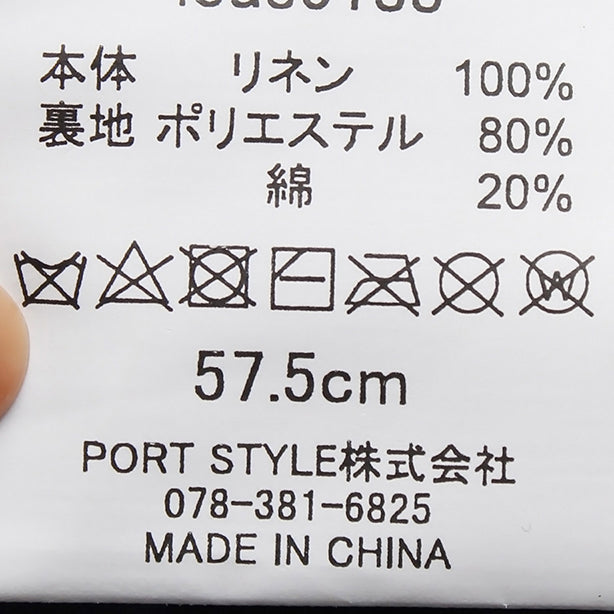 本体 リネン 100%
裏地 ポリエステル 80%
綿 20%
57.5cm
PORT STYLE株式会社
078-381-6825
MADE IN CHINA